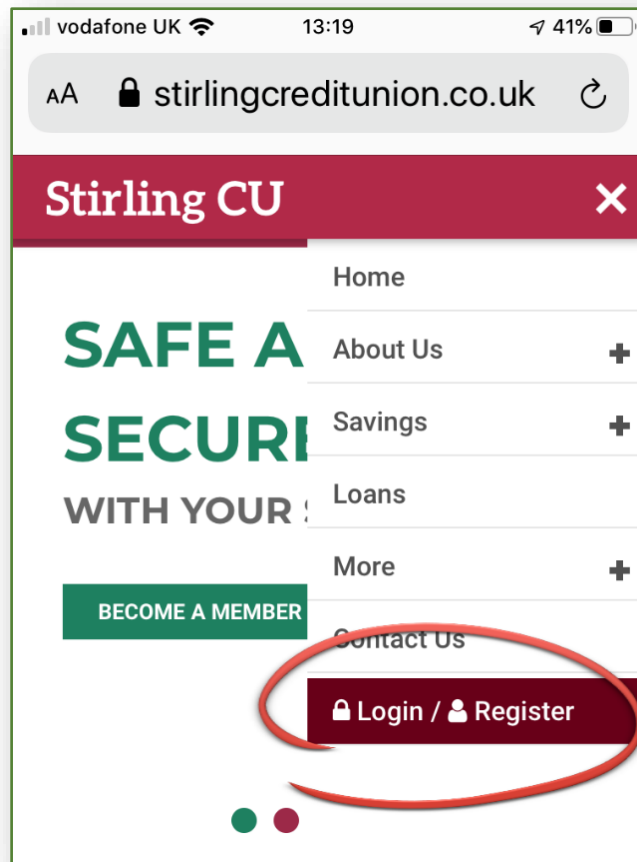 vodafone UK 13:19 41%
AA stirlingcreditunion.co.uk
Stirling CU
Home
SAFE A
About Us
SECURE
Savings
WITH YOUR
Loans
More
BECOME A MEMBER
Contact Us
Login / Register